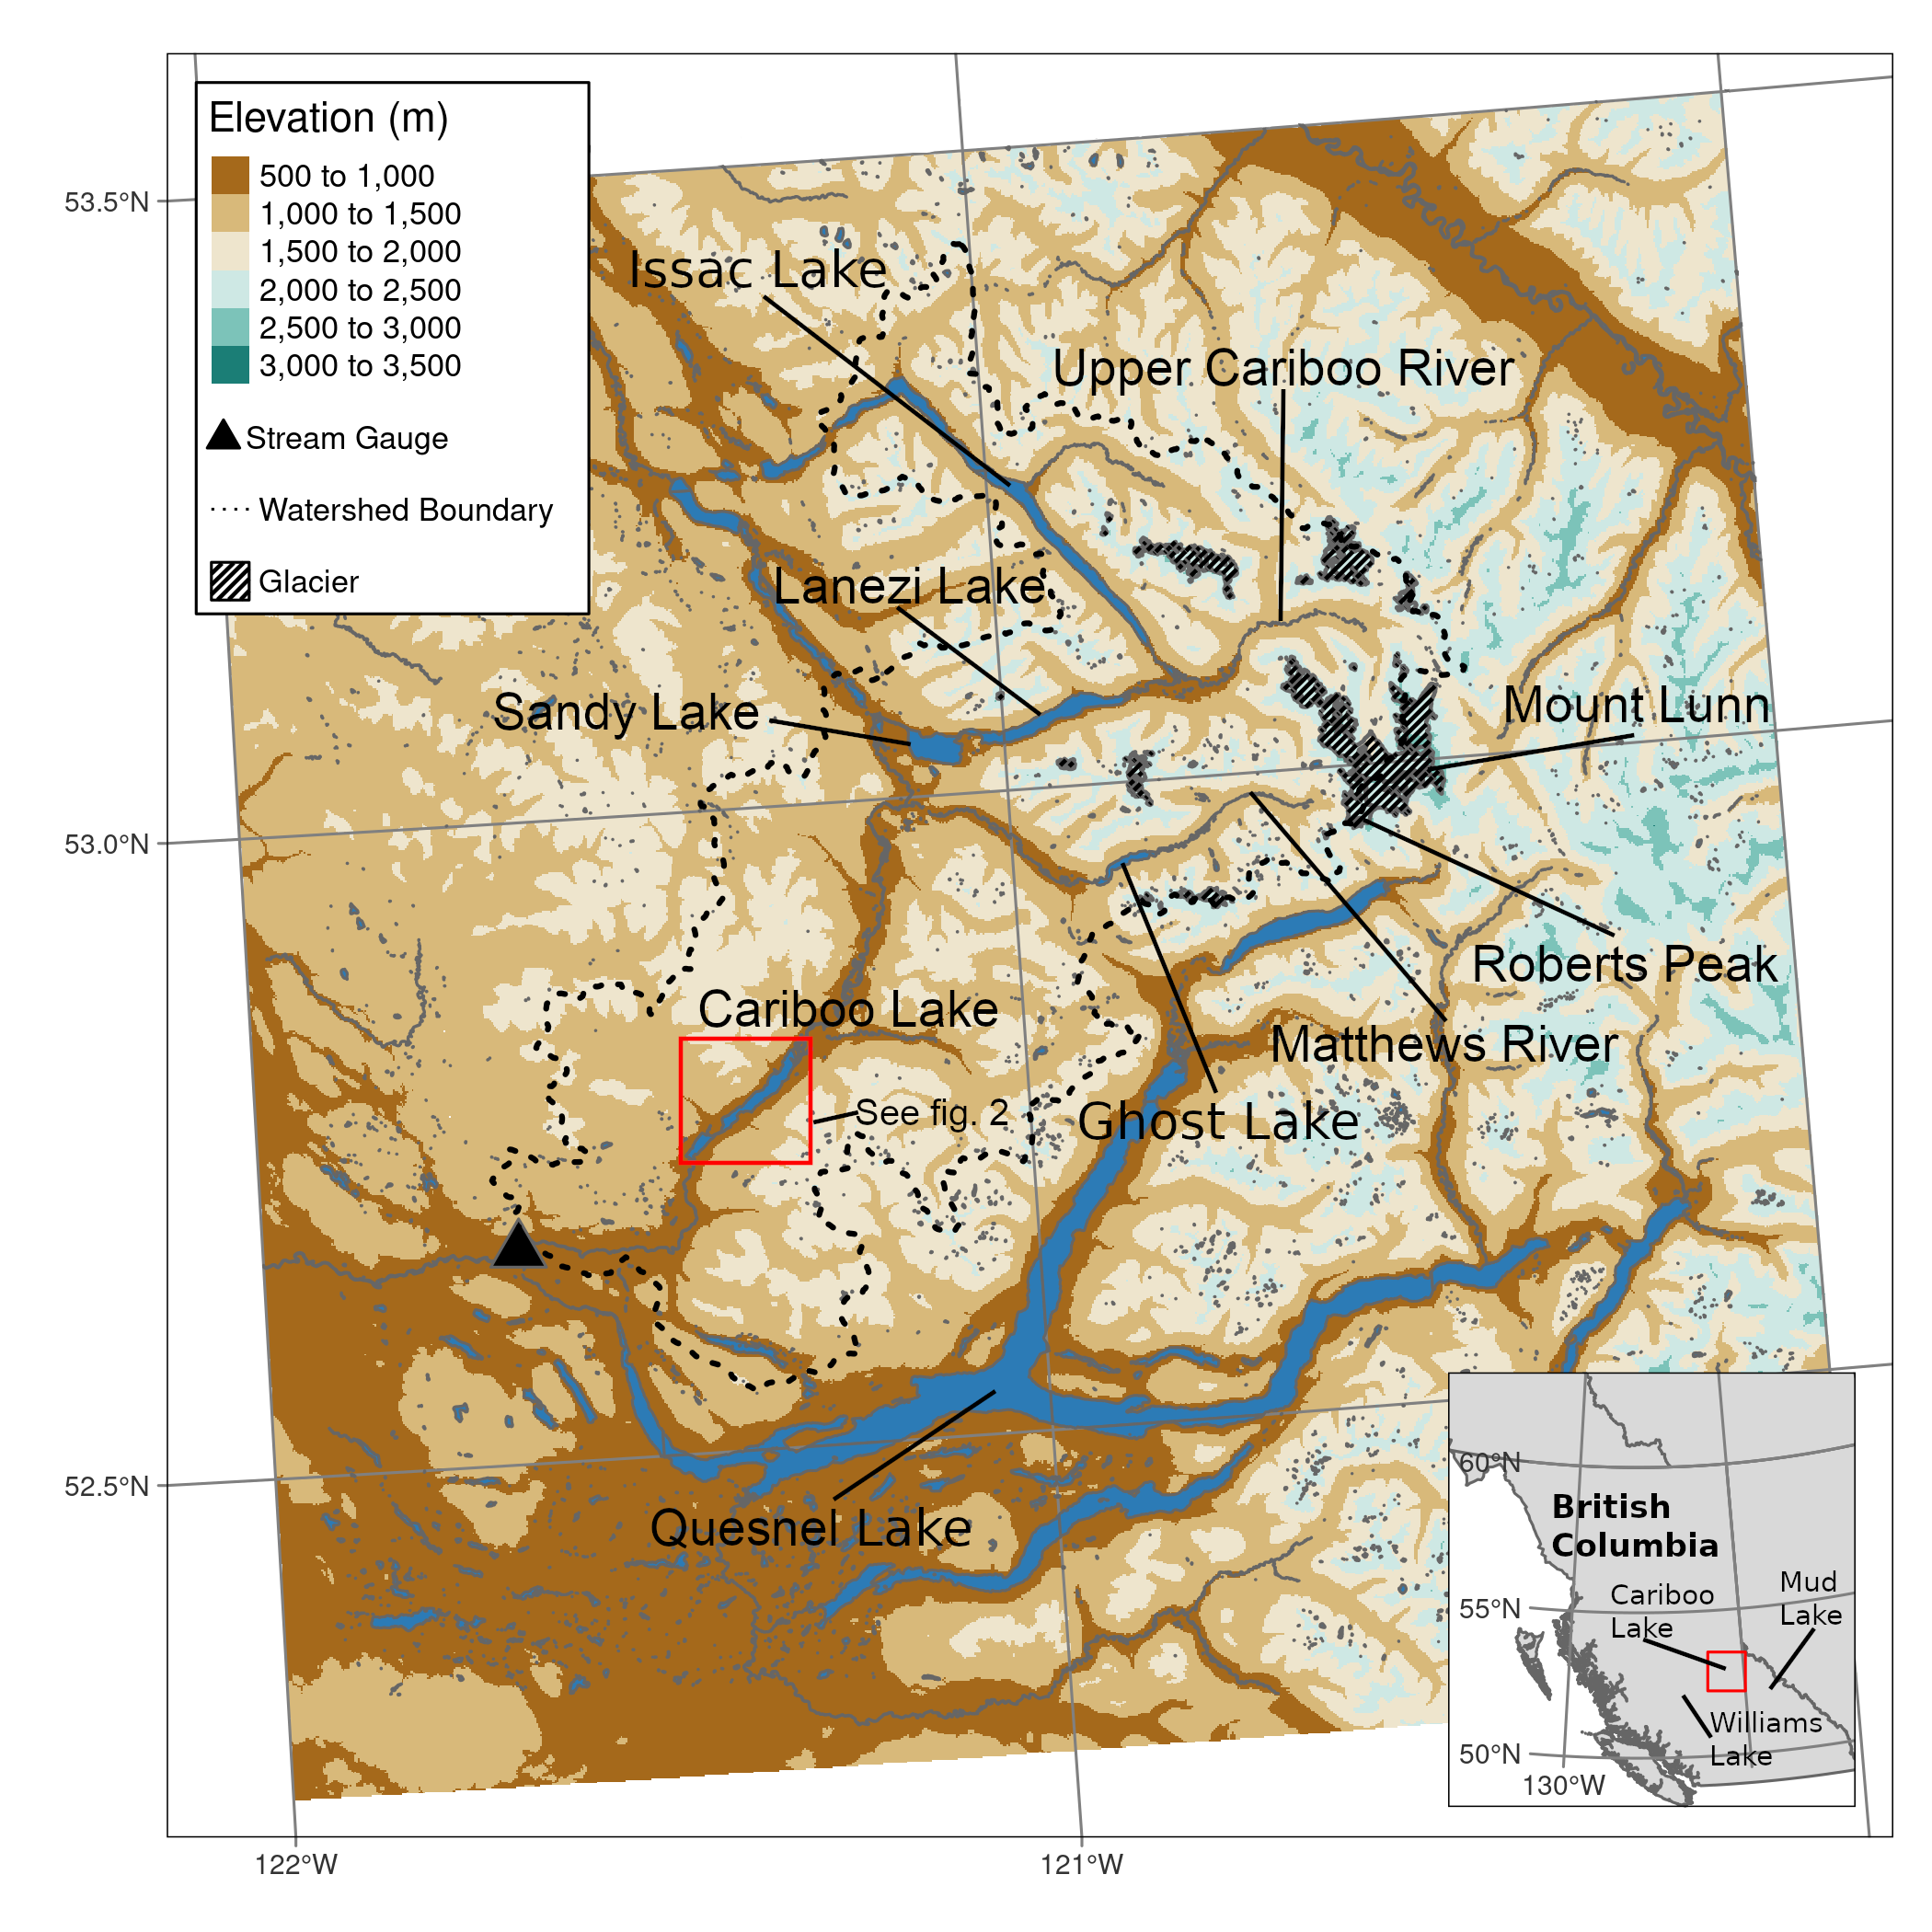 Elevation (m)
500 to 1,000
1,000 to 1,500
1,500 to 2,000
2,000 to 2,500
2,500 to 3,000
3,000 to 3,500
Stream Gauge
Watershed Boundary
Glacier
53.5°N
53.0°N
52.5°N
122°W
121°W
Issac Lake
Upper Cariboo River
Lanezi Lake
Sandy Lake
Mount Lunn
Roberts Peak
Cariboo Lake
Matthews River
See fig. 2
Ghost Lake
Quesnel Lake
60°N
British
Columbia
Cariboo
Lake
Mud
Lake
55°N
Williams
Lake
50°N
130°W